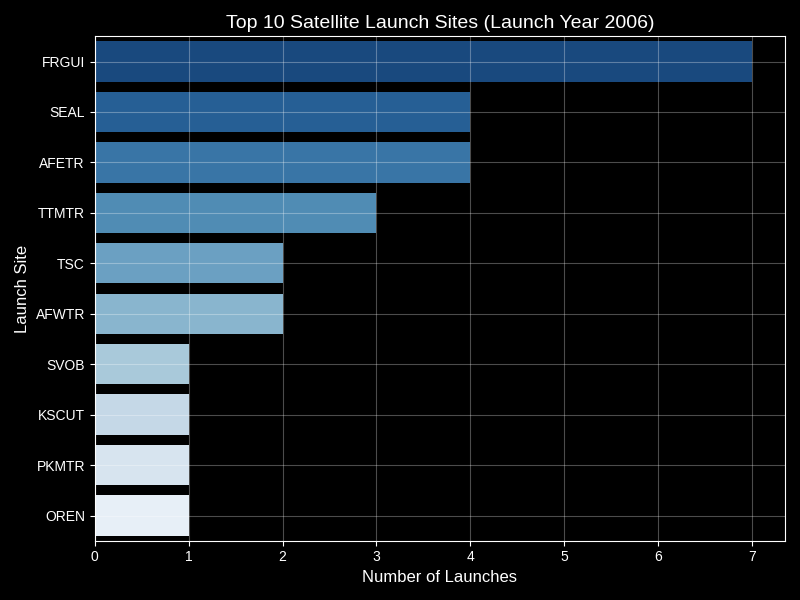 Top 10 Satellite Launch Sites (Launch Year 2006)
Launch Site
FRGUI
SEAL
AFETR
TTMTR
TSC
AFWTR
SVOB
KSCUT
PKMTR
OREN
0 1 2 3 4 5 6 7
Number of Launches